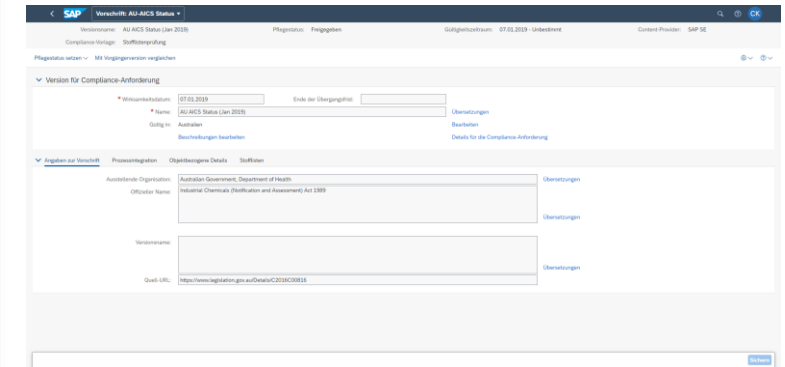 SAP Vorschrift: AU-AICS Status CK
Versionsname: AU AICS Status (Jan 2019) Pflegestatus: Freigegeben Gültigkeitszeitraum: 07.01.2019 - Unbestimmt Content-Provider: SAP SE
Compliance-Vorlage: Stofflistenprüfung
Pflegestatus setzen Mit Vorgängerversion vergleichen
Version für Compliance-Anforderung
* Wirksamkeitsdatum: 07.01.2019 Ende der Übergangsfrist:
* Name: AU AICS Status (Jan 2019) Übersetzungen
Gültig in: Australien Bearbeiten
Beschreibungen bearbeiten Details für die Compliance-Anforderung
Angaben zur Vorschrift Prozessintegration Objektbezogene Details Stofflisten
Ausstellende Organisation: Australian Government, Department of Health Übersetzungen
Offizieller Name: Industrial Chemicals (Notification and Assessment) Act 1989
Übersetzungen
Versionsname:
Übersetzungen
Quell-URL: https://www.legislation.gov.au/Details/C2016C00816
Sichern